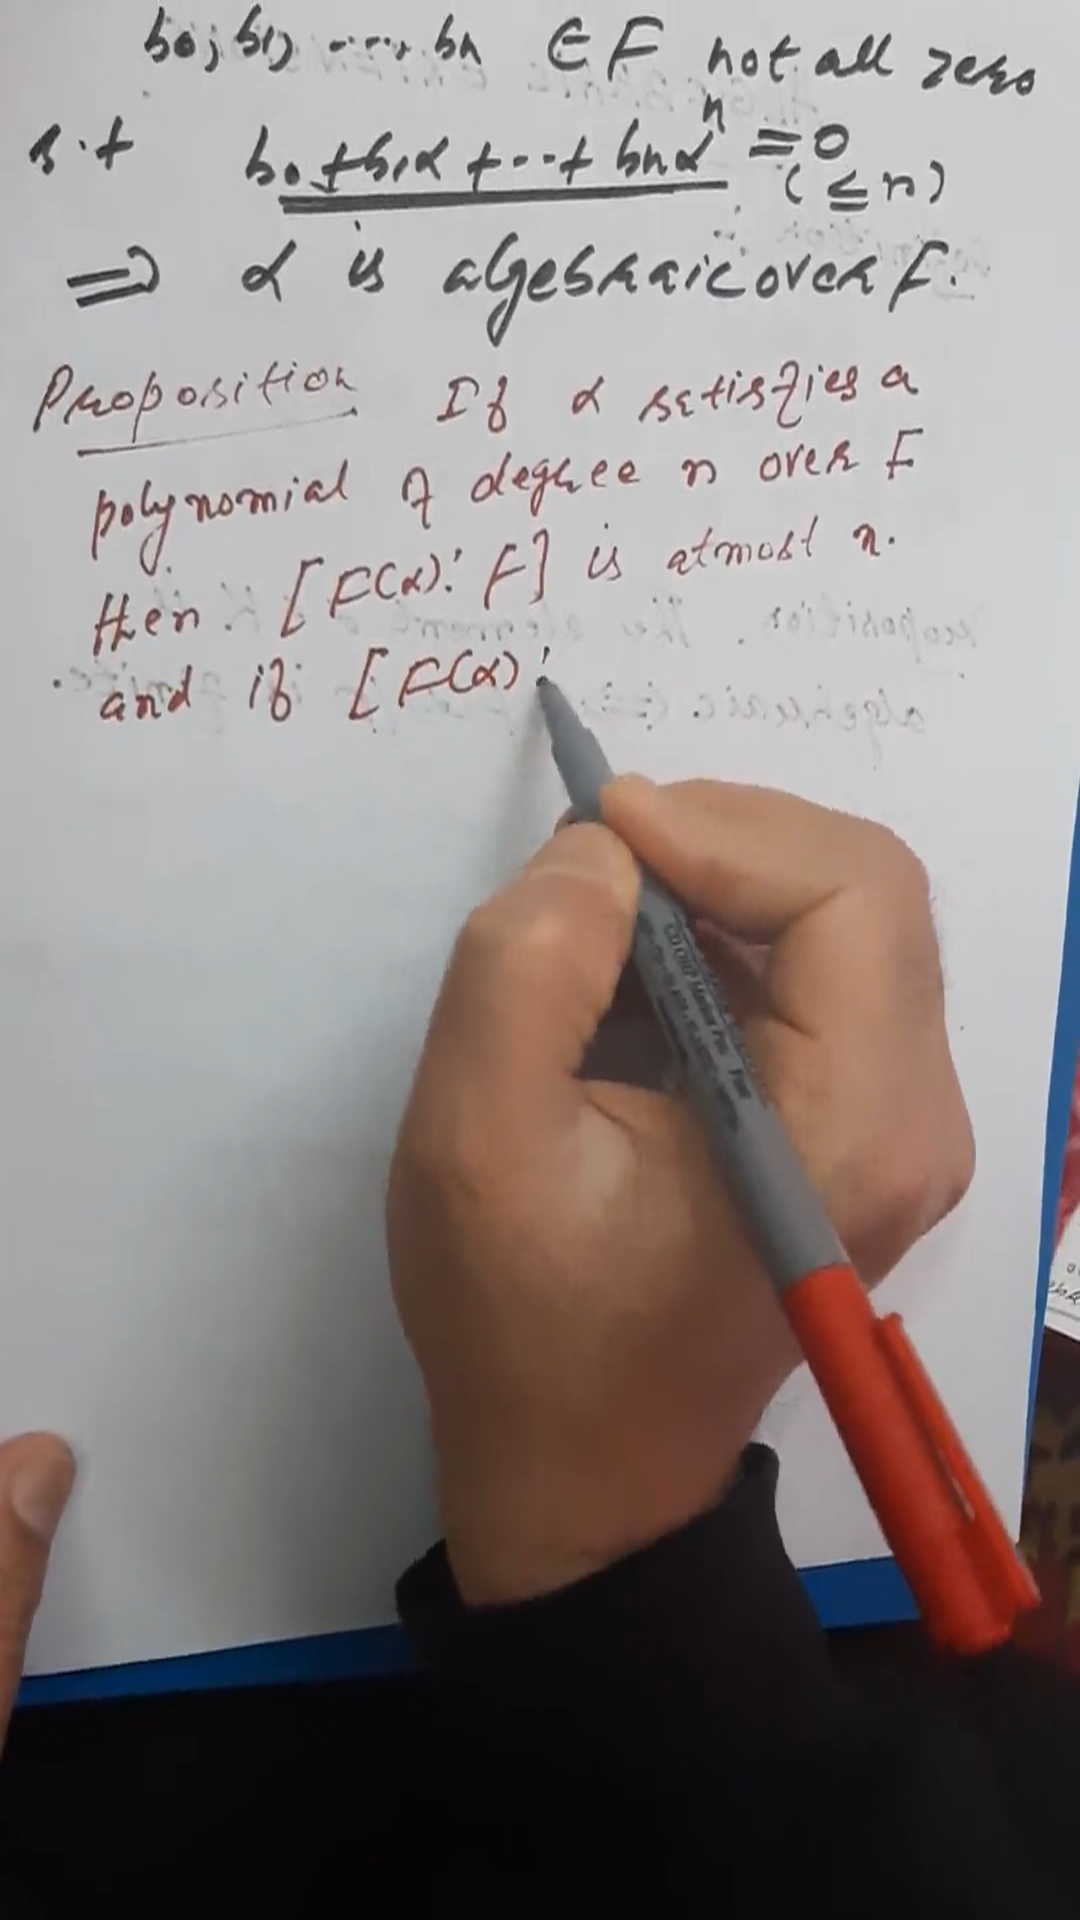 b0, b1, ...., bn ∈ F not all zero
s.t b0+b1α+...+bnα^n = 0
(≤n)
⇒ α is algebraic over F.
Proposition If α satisfies a
polynomial of degree n over F
then [F(α): F] is atmost n.
and if [F(α):